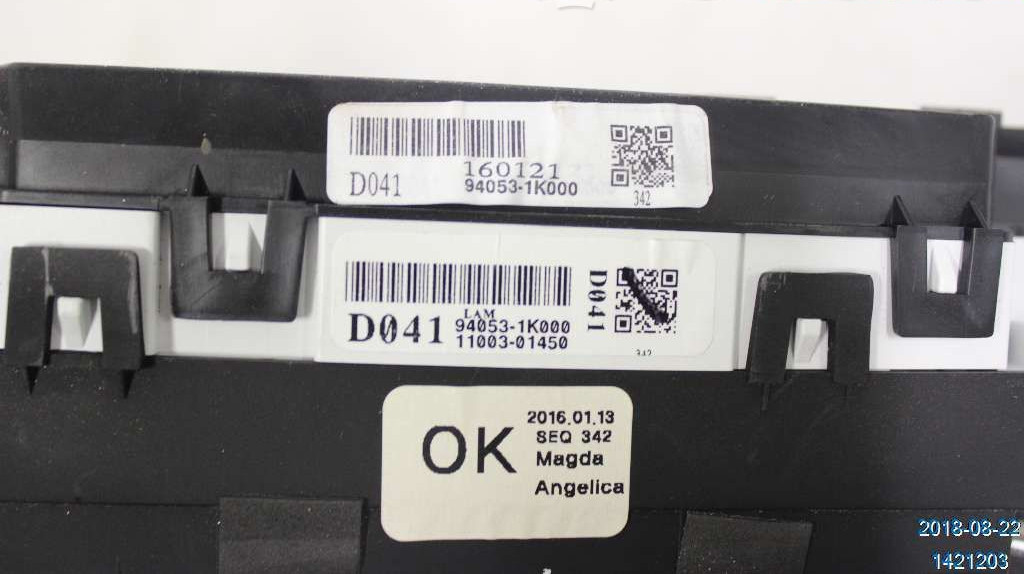 160121
D041 94053-1K000
342
LAM
D041 94053-1K000
11003-01450
D041
342
OK
2016.01.13
SEQ 342
Magda
Angelica
2018-08-22
1421203